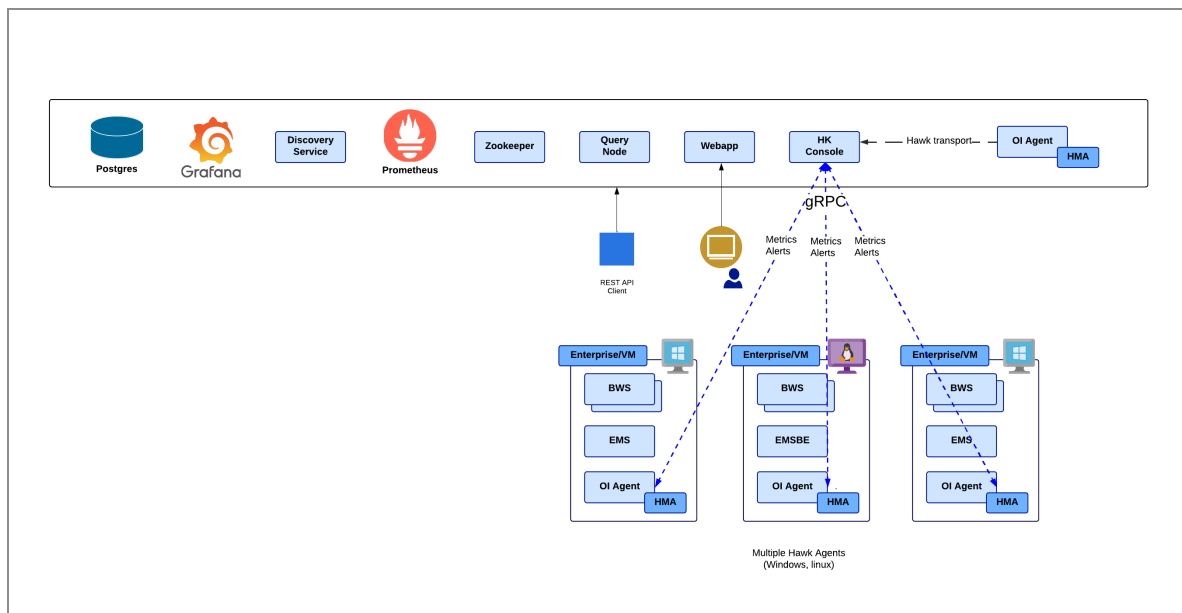 Postgres
Grafana
Discovery
Service
Prometheus
Zookeeper
Query
Node
Webapp
HK
Console
Hawk transport
OI Agent
HMA
gRPC
Metrics
Alerts
Metrics
Alerts
Metrics
Alerts
REST API
Client
Enterprise/VM
BWS
EMS
OI Agent
HMA
Enterprise/VM
BWS
EMSBE
OI Agent
HMA
Enterprise/VM
BWS
EMS
OI Agent
HMA
Multiple Hawk Agents
(Windows, linux)